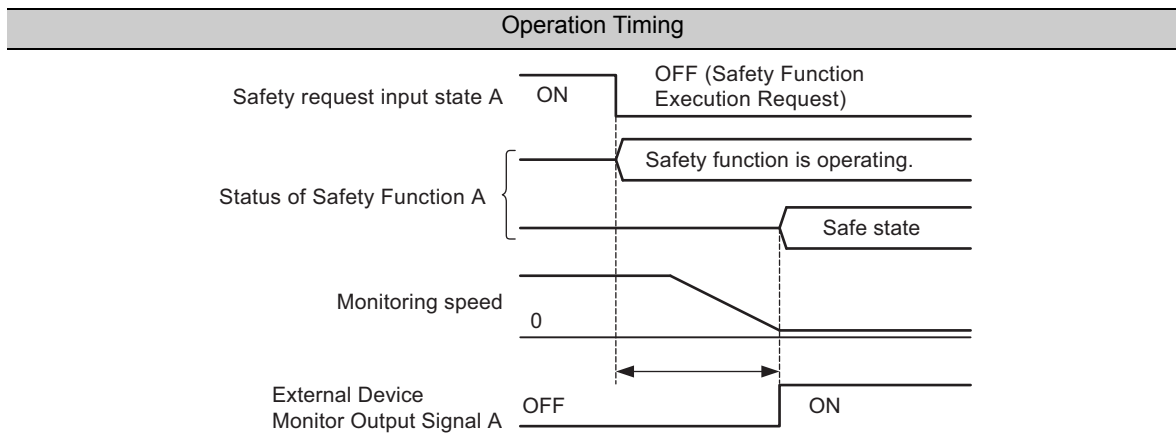 Operation Timing
Safety request input state A
ON
OFF (Safety Function
Execution Request)
Status of Safety Function A
Safety function is operating.
Safe state
Monitoring speed
0
External Device
Monitor Output Signal A
OFF
ON